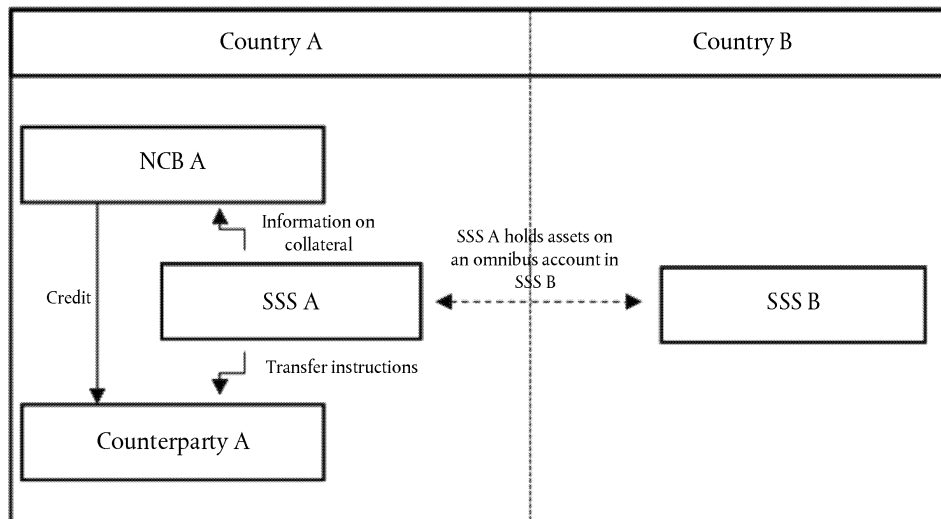 Country A
Country B
NCB A
Information on
collateral
SSS A holds assets on
an omnibus account in
SSS B
Credit
SSS A
SSS B
Transfer instructions
Counterparty A